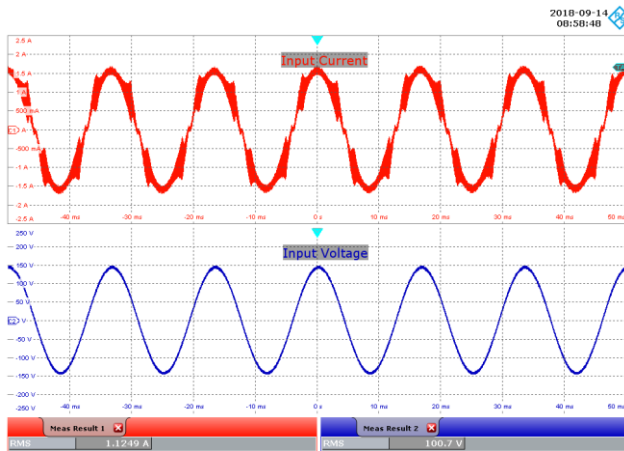 2018-09-14
08:58:48
2.5 A
2 A
Input Current
1.5 A
1 A
500 mA
A
-500 mA
-1 A
-1.5 A
-2 A
-2.5 A
-40 ms -30 ms -20 ms -10 ms 0 s 10 ms 20 ms 30 ms 40 ms 50 ms
250 V
200 V
Input Voltage
150 V
100 V
50 V
V
-50 V
-100 V
-150 V
-200 V
-250 V
-40 ms -30 ms -20 ms -10 ms 0 s 10 ms 20 ms 30 ms 40 ms 50 ms
Meas Result 1 Meas Result 2
RMS 1.1249 A RMS 100.7 V